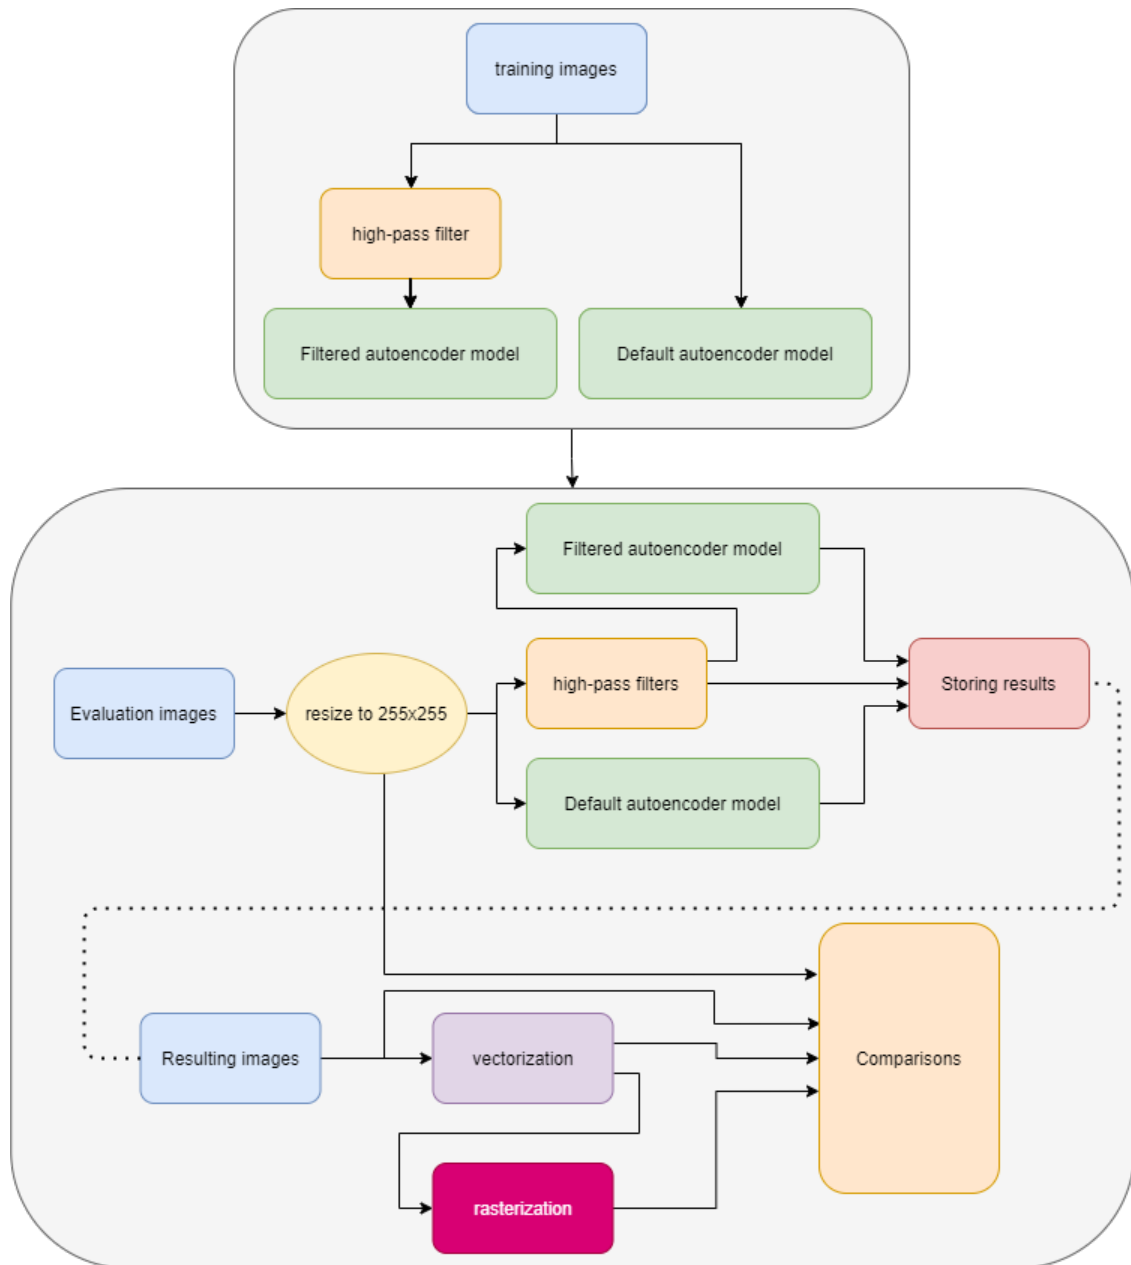 training images
high-pass filter
Filtered autoencoder model
Default autoencoder model
Filtered autoencoder model
Evaluation images
resize to 255x255
high-pass filters
Storing results
Default autoencoder model
Resulting images
vectorization
Comparisons
rasterization